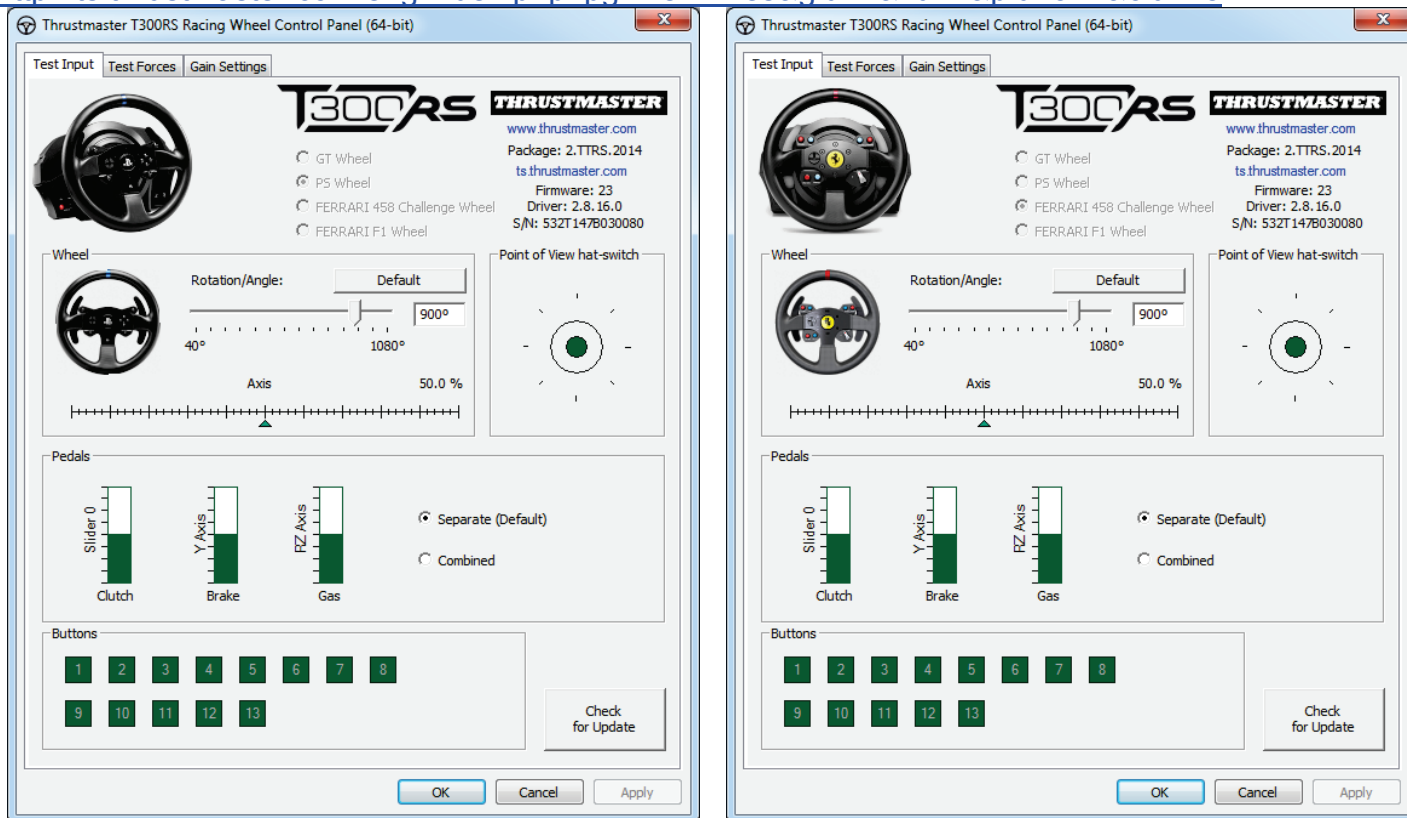 Thrustmaster T300RS Racing Wheel Control Panel (64-bit)
x
Test Input
Test Forces
Gain Settings
T300RS
THRUSTMASTER
www.thrustmaster.com
Package: 2.TTRS.2014
ts.thrustmaster.com
Firmware: 23
Driver: 2.8.16.0
S/N: 532T147B030080
GT Wheel
PS Wheel
FERRARI 458 Challenge Wheel
FERRARI F1 Wheel
Wheel
Rotation/Angle:
Default
900°
40°
1080°
Axis
50.0 %
Point of View hat-switch
Pedals
Slider 0
Clutch
Y Axis
Brake
RZ Axis
Gas
Separate (Default)
Combined
Buttons
1 2 3 4 5 6 7 8
9 10 11 12 13
Check
for Update
OK
Cancel
Apply
Thrustmaster T300RS Racing Wheel Control Panel (64-bit)
x
Test Input
Test Forces
Gain Settings
T300RS
THRUSTMASTER
www.thrustmaster.com
Package: 2.TTRS.2014
ts.thrustmaster.com
Firmware: 23
Driver: 2.8.16.0
S/N: 532T147B030080
GT Wheel
PS Wheel
FERRARI 458 Challenge Wheel
FERRARI F1 Wheel
Wheel
Rotation/Angle:
Default
900°
40°
1080°
Axis
50.0 %
Point of View hat-switch
Pedals
Slider 0
Clutch
Y Axis
Brake
RZ Axis
Gas
Separate (Default)
Combined
Buttons
1 2 3 4 5 6 7 8
9 10 11 12 13
Check
for Update
OK
Cancel
Apply